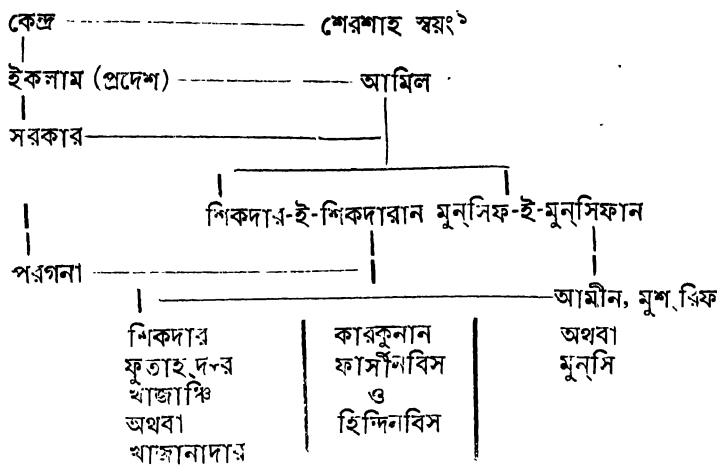 কেন্দ্র শেরশাহ স্বয়ং১
ইকলাম (প্রদেশ) আমিল
সরকার
শিকদার-ই-শিকদারান মুন্‌সিফ-ই-মুন্‌সিফান
পরগনা
আমীন, মুশ্‌রিফ
শিকদার কারকুনান অথবা
ফুতাহ্‌দার ফার্সীনবিস মুন্‌সি
খাজাঞ্চি ও
অথবা হিন্দিনবিস
খাজানাদার